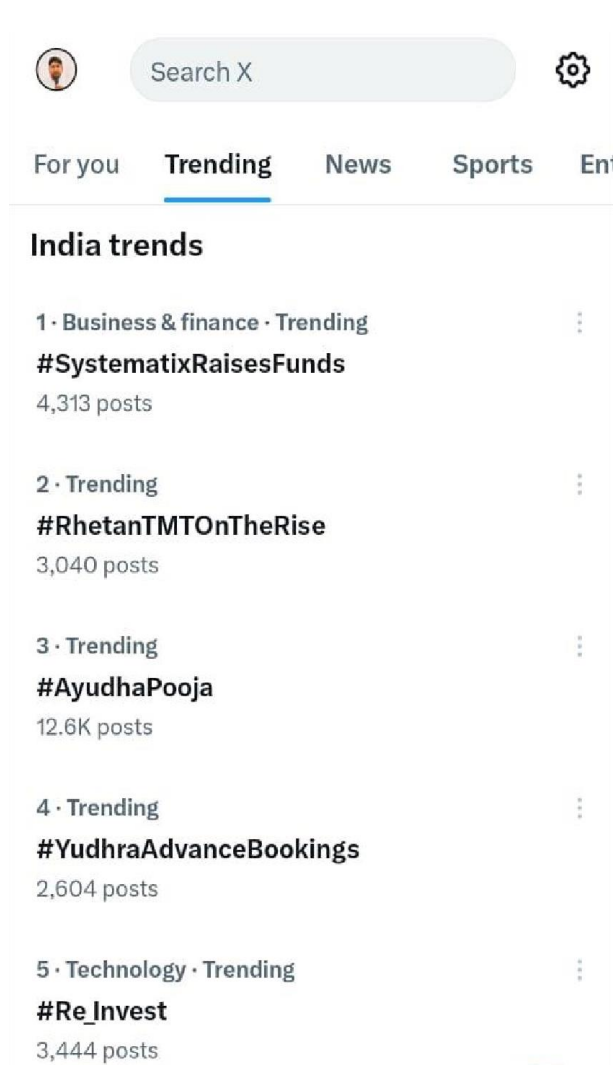 Search X
For you Trending News Sports Ent
India trends
1 · Business & finance · Trending
#SystematixRaisesFunds
4,313 posts
2 · Trending
#RhetanTMTOnTheRise
3,040 posts
3 · Trending
#AyudhaPooja
12.6K posts
4 · Trending
#YudhraAdvanceBookings
2,604 posts
5 · Technology · Trending
#Re_Invest
3,444 posts